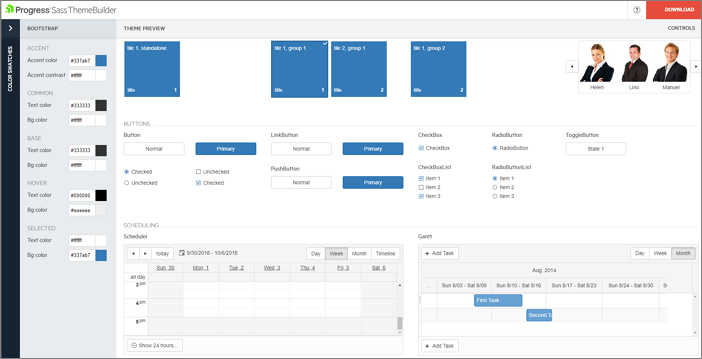 Progress Sass ThemeBuilder
?
DOWNLOAD
COLOR SWATCHES
BOOTSTRAP
ACCENT
Accent color #337ab7
Accent contrast #ffffff
COMMON
Text color #333333
Bg color #ffffff
BASE
Text color #333333
Bg color #ffffff
HOVER
Text color #000000
Bg color #eeeeee
SELECTED
Text color #ffffff
Bg color #337ab7
THEME PREVIEW
CONTROLS
tile 1, standalone
title 1
tile 1, group 1
title 1
tile 2, group 1
title 2
tile 1, group 2
title 2
Helen
Lino
Manuel
BUTTONS
Button
Normal
Primary
Checked
Unchecked
Unchecked
Checked
LinkButton
Normal
Primary
PushButton
Normal
Primary
CheckBox
CheckBox
CheckBoxList
Item 1
Item 2
Item 3
RadioButton
RadioButton
RadioButtonList
Item 1
Item 2
Item 3
ToggleButton
State 1
SCHEDULING
Scheduler
today
9/30/2018 - 10/6/2018
Day
Week
Month
Timeline
Sun, 30
Mon, 1
Tue, 2
Wed, 3
Thu, 4
Fri, 5
Sat, 6
all day
3 pm
4 pm
5 pm
Show 24 hours...
Gantt
+ Add Task
Day
Week
Month
Aug, 2014
...
Sun 8/03 - Sat 8/09
Sun 8/10 - Sat 8/16
Sun 8/17 - Sat 8/23
Sun 8/24 - Sat 8/30
First Task
Second T
+ Add Task